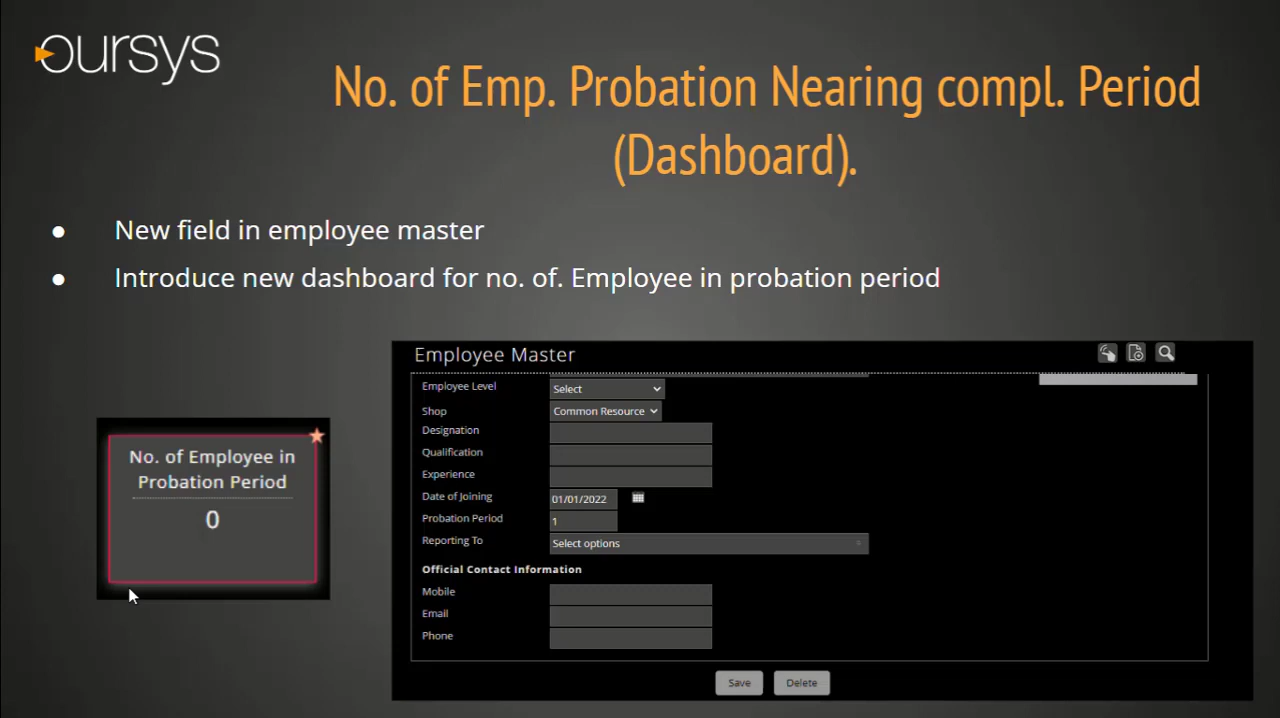 oursys
No. of Emp. Probation Nearing compl. Period
(Dashboard).
● New field in employee master
● Introduce new dashboard for no. of. Employee in probation period
No. of Employee in
Probation Period
0
Employee Master
Employee Level Select
Shop Common Resource
Designation
Qualification
Experience
Date of Joining 01/01/2022
Probation Period 1
Reporting To Select options
Official Contact Information
Mobile
Email
Phone
Save Delete